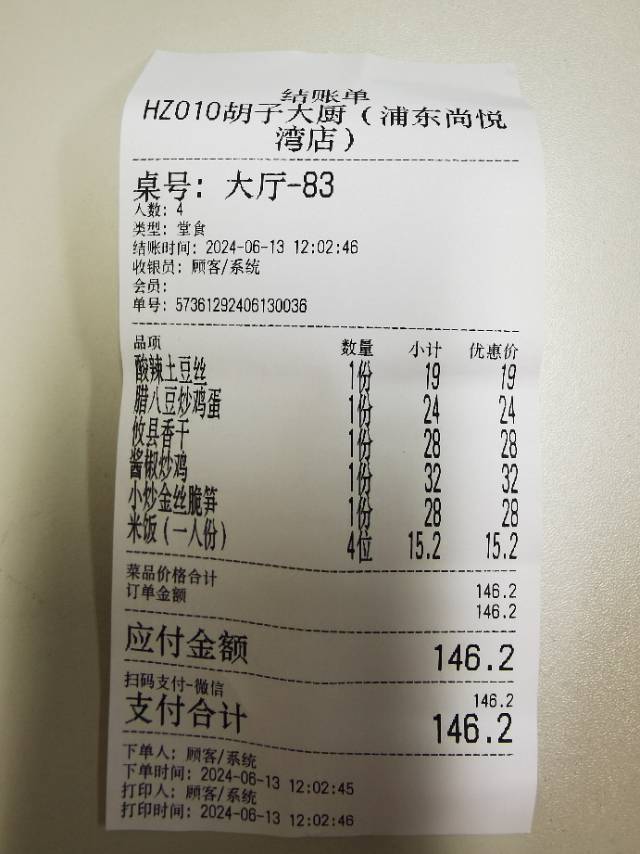 结账单
HZ010胡子大厨（浦东尚悦
湾店）
桌号: 大厅-83
人数: 4
类型: 堂食
结账时间: 2024-06-13 12:02:46
收银员: 顾客/系统
会员:
单号: 57361292406130036
品项 数量 小计 优惠价
酸辣土豆丝 1份 19 19
腊八豆炒鸡蛋 1份 24 24
攸县香干 1份 28 28
酱椒炒鸡 1份 32 32
小炒金丝脆笋 1份 28 28
米饭（一人份） 4位 15.2 15.2
菜品价格合计 146.2
订单金额 146.2
应付金额 146.2
扫码支付-微信 146.2
支付合计 146.2
下单人: 顾客/系统
下单时间: 2024-06-13 12:02:45
打印人: 顾客/系统
打印时间: 2024-06-13 12:02:46